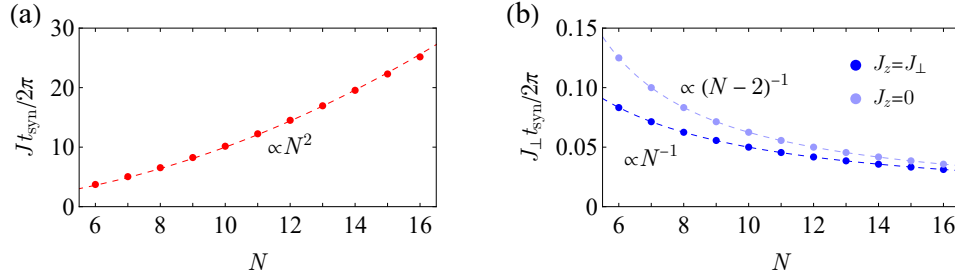 (a)
J t_syn/2π
30
20
10
0
∝N²
6 8 10 12 14 16
N
(b)
J_⊥ t_syn/2π
0.15
0.10
0.05
0
J_z=J_⊥
J_z=0
∝ (N − 2)⁻¹
∝N⁻¹
6 8 10 12 14 16
N